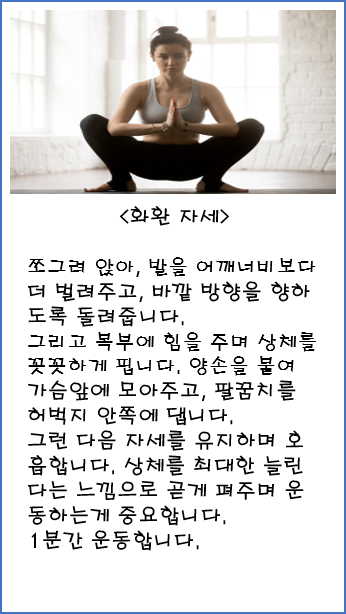 <화환 자세>
쪼그려 앉아, 발을 어깨너비보다
더 벌려주고, 바깥 방향을 향하
도록 돌려줍니다.
그리고 복부에 힘을 주며 상체를
꼿꼿하게 핍니다. 양손을 붙여
가슴앞에 모아주고, 팔꿈치를
허벅지 안쪽에 댑니다.
그런 다음 자세를 유지하며 호
흡합니다. 상체를 최대한 늘린
다는 느낌으로 곧게 펴주며 운
동하는게 중요합니다.
1분간 운동합니다.